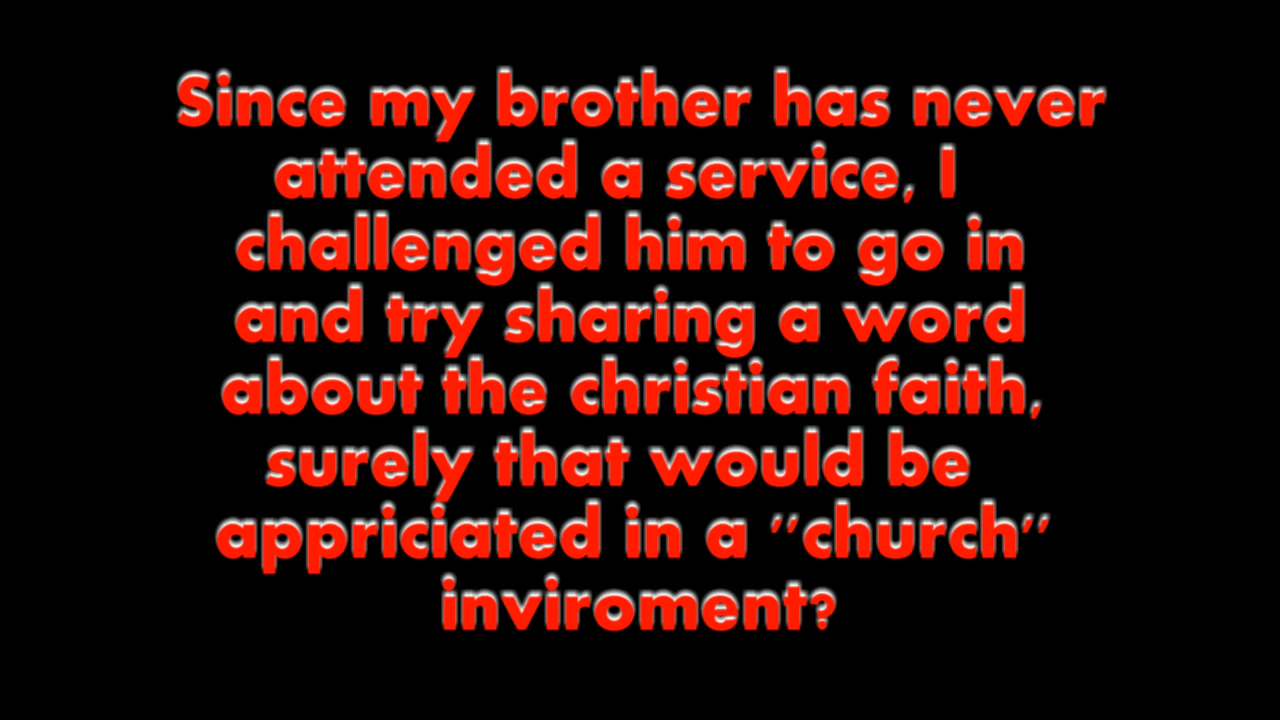 Since my brother has never
attended a service, I
challenged him to go in
and try sharing a word
about the christian faith,
surely that would be
appriciated in a "church"
inviroment?